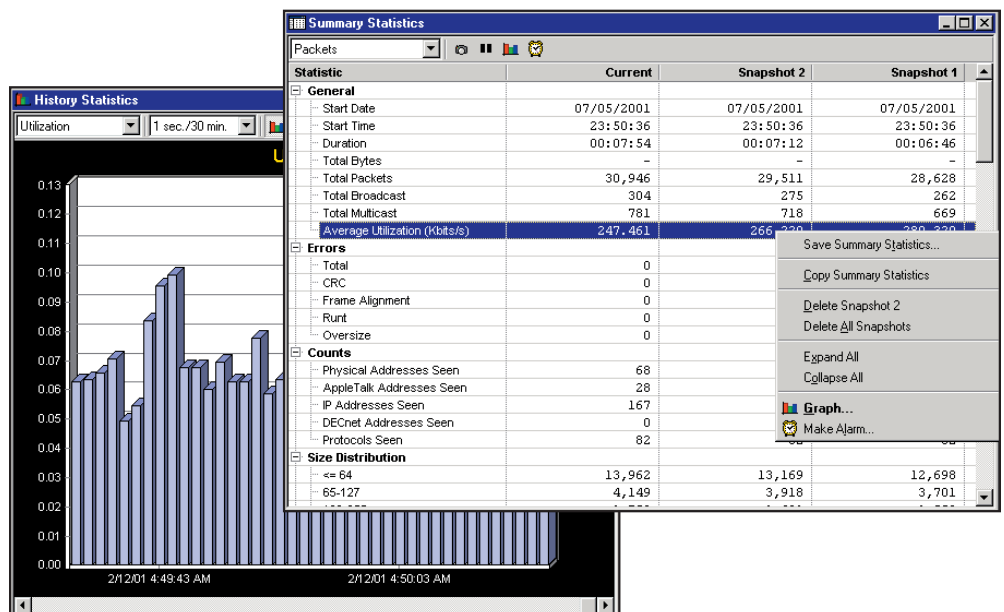 Summary Statistics
Packets
Statistic Current Snapshot 2 Snapshot 1
General
Start Date 07/05/2001 07/05/2001 07/05/2001
Start Time 23:50:36 23:50:36 23:50:36
Duration 00:07:54 00:07:12 00:06:46
Total Bytes - - -
Total Packets 30,946 29,511 28,628
Total Broadcast 304 275 262
Total Multicast 781 718 669
Average Utilization (Kbits/s) 247.461
Save Summary Statistics...
Copy Summary Statistics
Delete Snapshot 2
Delete All Snapshots
Expand All
Collapse All
Graph...
Make Alarm...
Errors
Total 0
CRC 0
Frame Alignment 0
Runt 0
Oversize 0
Counts
Physical Addresses Seen 68
AppleTalk Addresses Seen 28
IP Addresses Seen 167
DECnet Addresses Seen 0
Protocols Seen 82
Size Distribution
<= 64 13,962 13,169 12,698
65-127 4,149 3,918 3,701
History Statistics
Utilization 1 sec./30 min.
U
0.13
0.12
0.11
0.10
0.09
0.08
0.07
0.06
0.05
0.04
0.03
0.02
0.01
0.00
2/12/01 4:49:43 AM 2/12/01 4:50:03 AM